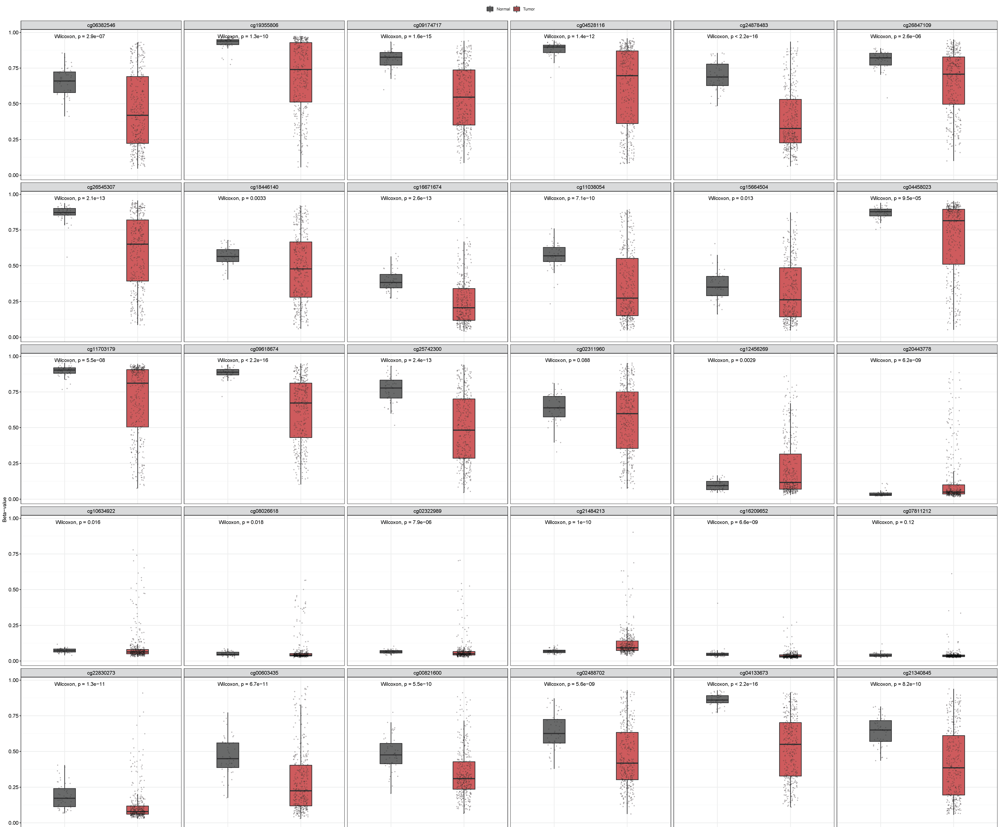 Normal Tumor
cg06382546 cg19355806 cg09174717 cg04528116 cg24878483 cg26847109
Wilcoxon, p = 2.9e−07 Wilcoxon, p = 1.3e−10 Wilcoxon, p = 1.6e−15 Wilcoxon, p = 1.4e−12 Wilcoxon, p < 2.2e−16 Wilcoxon, p = 2.6e−06
1.00
0.75
0.50
0.25
0.00
cg26545307 cg18446140 cg16671674 cg11038054 cg15664504 cg04458023
Wilcoxon, p = 2.1e−13 Wilcoxon, p = 0.0033 Wilcoxon, p = 2.6e−13 Wilcoxon, p = 7.1e−10 Wilcoxon, p = 0.013 Wilcoxon, p = 9.5e−05
1.00
0.75
0.50
0.25
0.00
cg11703179 cg09618674 cg25742300 cg02311960 cg12456269 cg20443778
Wilcoxon, p = 5.5e−08 Wilcoxon, p < 2.2e−16 Wilcoxon, p = 2.4e−13 Wilcoxon, p = 0.088 Wilcoxon, p = 0.0029 Wilcoxon, p = 6.2e−09
1.00
0.75
0.50
0.25
0.00
Beta−value
cg10634922 cg08026618 cg02322989 cg21484213 cg16209652 cg07811212
Wilcoxon, p = 0.016 Wilcoxon, p = 0.018 Wilcoxon, p = 7.9e−06 Wilcoxon, p = 1e−10 Wilcoxon, p = 6.6e−09 Wilcoxon, p = 0.12
1.00
0.75
0.50
0.25
0.00
cg22830273 cg00603435 cg00821600 cg02488702 cg04133673 cg21340845
Wilcoxon, p = 1.3e−11 Wilcoxon, p = 6.7e−11 Wilcoxon, p = 5.5e−10 Wilcoxon, p = 5.6e−09 Wilcoxon, p < 2.2e−16 Wilcoxon, p = 8.2e−10
1.00
0.75
0.50
0.25
0.00